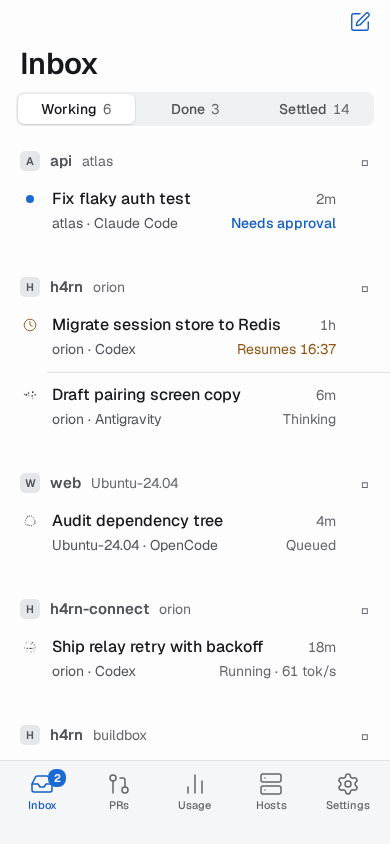 Inbox
Working 6 Done 3 Settled 14
A api atlas
Fix flaky auth test 2m
atlas · Claude Code Needs approval
H h4rn orion
Migrate session store to Redis 1h
orion · Codex Resumes 16:37
Draft pairing screen copy 6m
orion · Antigravity Thinking
W web Ubuntu-24.04
Audit dependency tree 4m
Ubuntu-24.04 · OpenCode Queued
H h4rn-connect orion
Ship relay retry with backoff 18m
orion · Codex Running · 61 tok/s
H h4rn buildbox
2
Inbox PRs Usage Hosts Settings